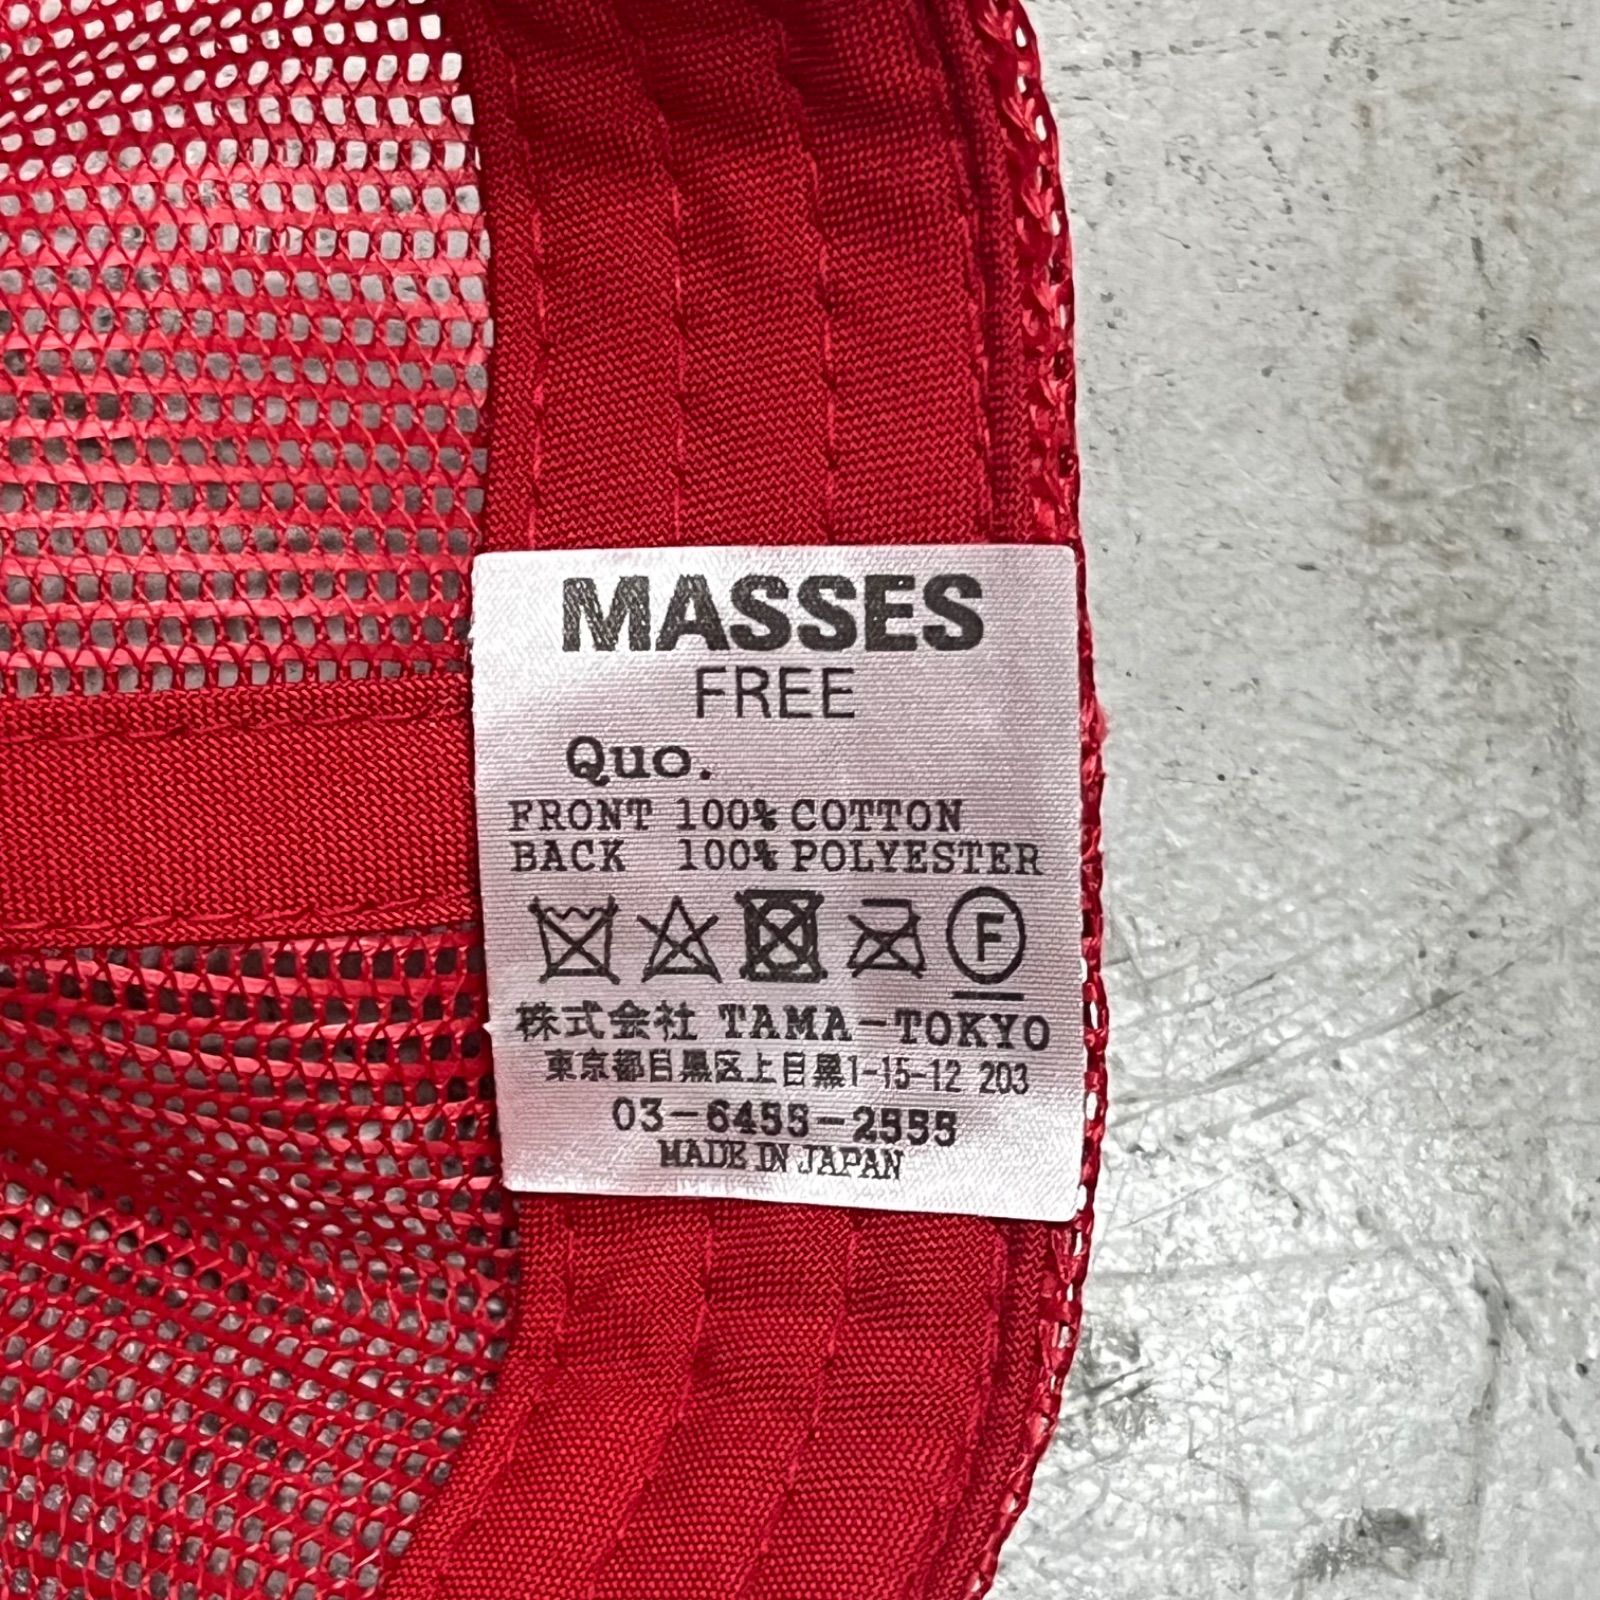 MASSES
FREE
Quo.
FRONT 100% COTTON
BACK 100% POLYESTER
F
株式会社 TAMA-TOKYO
東京都目黒区上目黒1-15-12 203
03-6455-2555
MADE IN JAPAN